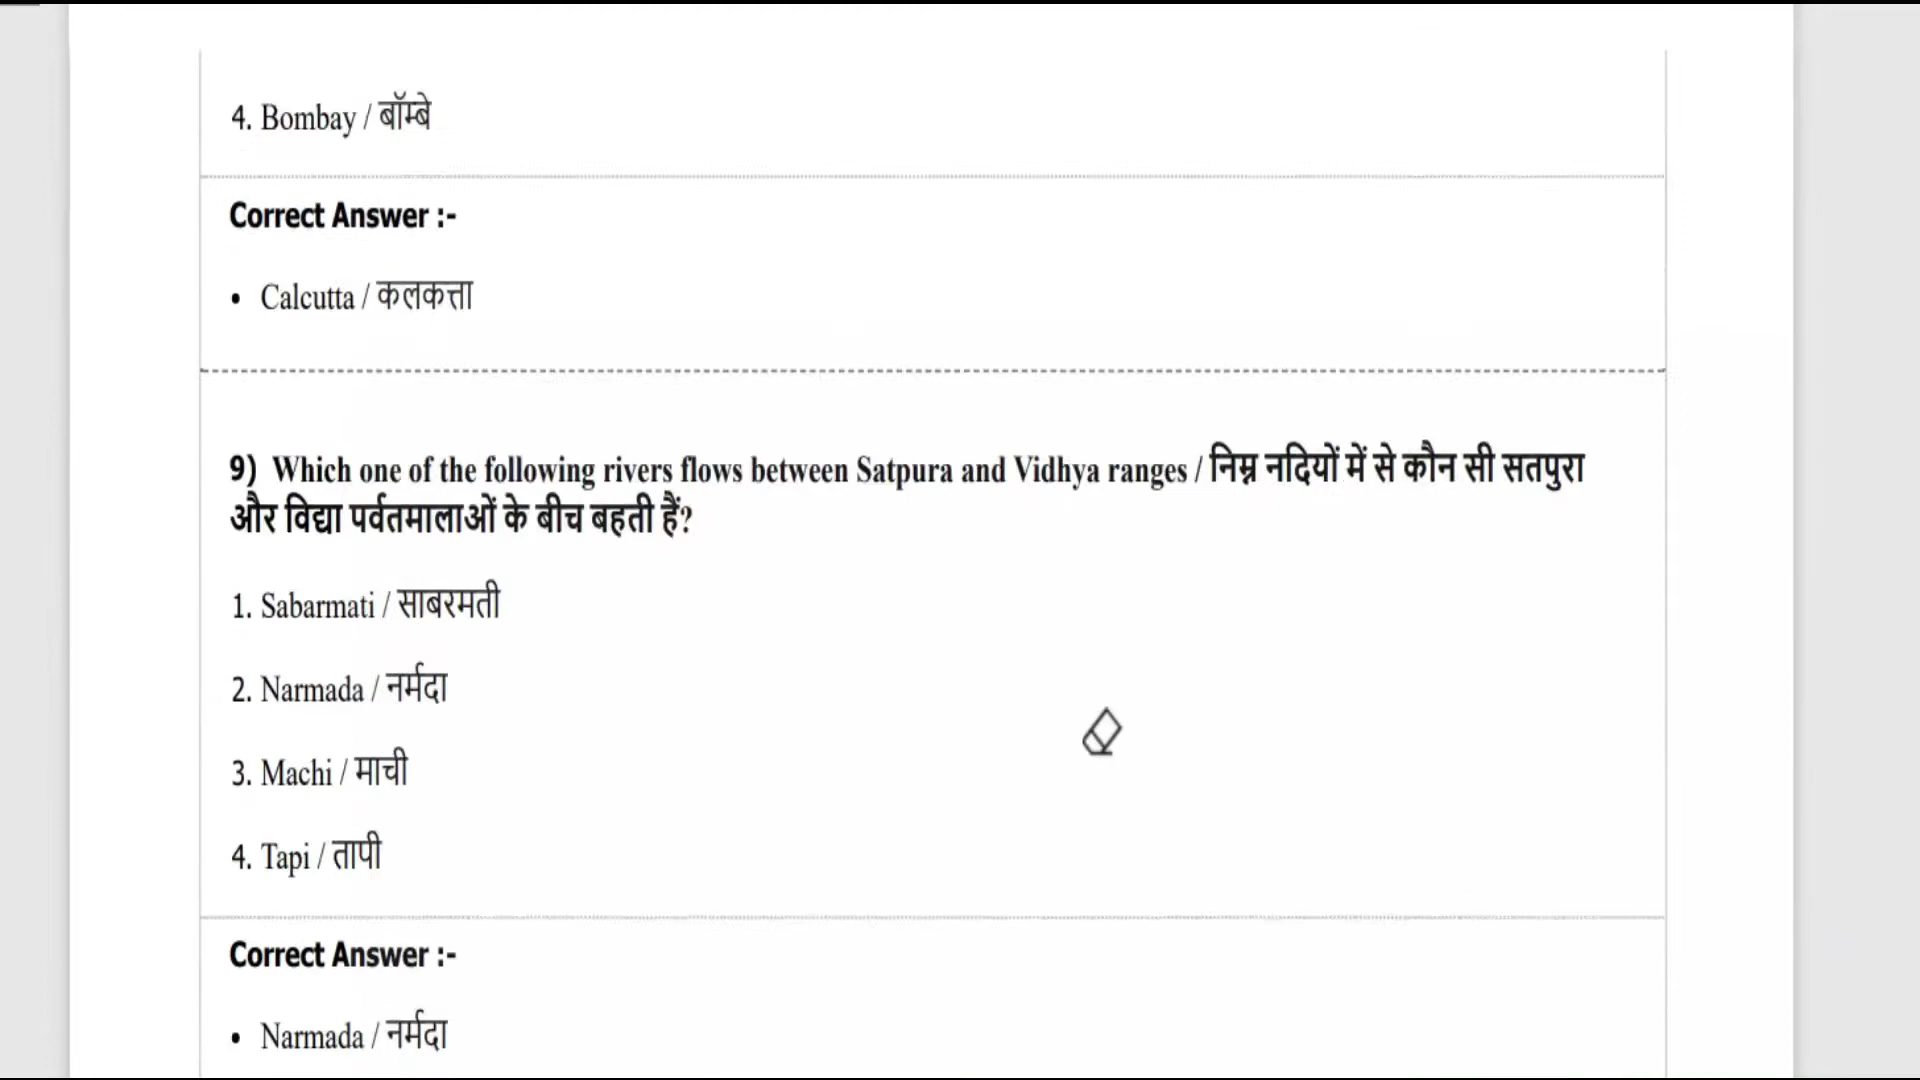 4. Bombay / बॉम्बे
Correct Answer :-
• Calcutta / कलकत्ता
9) Which one of the following rivers flows between Satpura and Vidhya ranges / निम्न नदियों में से कौन सी सतपुरा
और विद्या पर्वतमालाओं के बीच बहती हैं?
1. Sabarmati / साबरमती
2. Narmada / नर्मदा
3. Machi / माची
4. Tapi / तापी
Correct Answer :-
• Narmada / नर्मदा